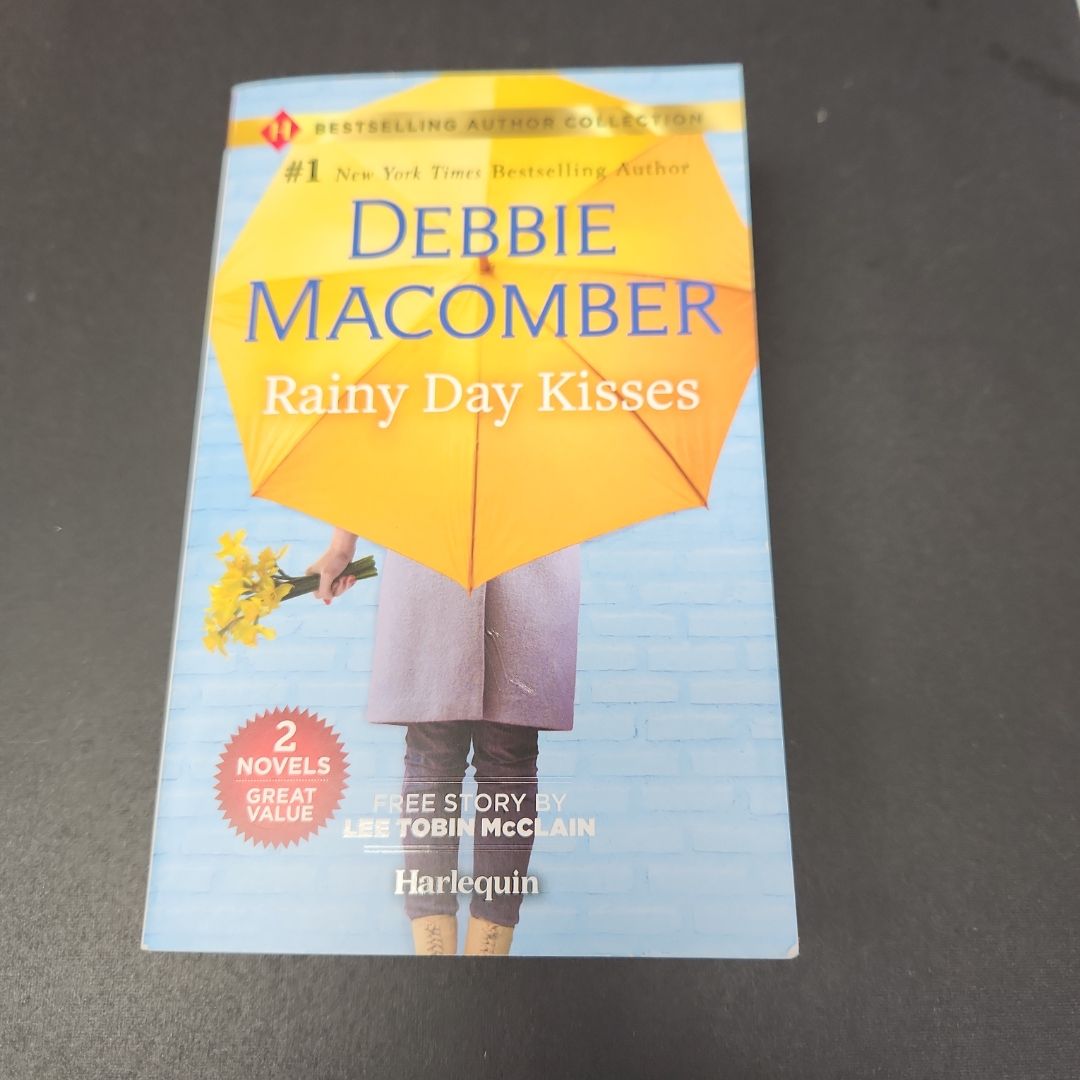 H BESTSELLING AUTHOR COLLECTION
#1 New York Times Bestselling Author
DEBBIE
MACOMBER
Rainy Day Kisses
2
NOVELS
GREAT
VALUE
FREE STORY BY
LEE TOBIN McCLAIN
Harlequin